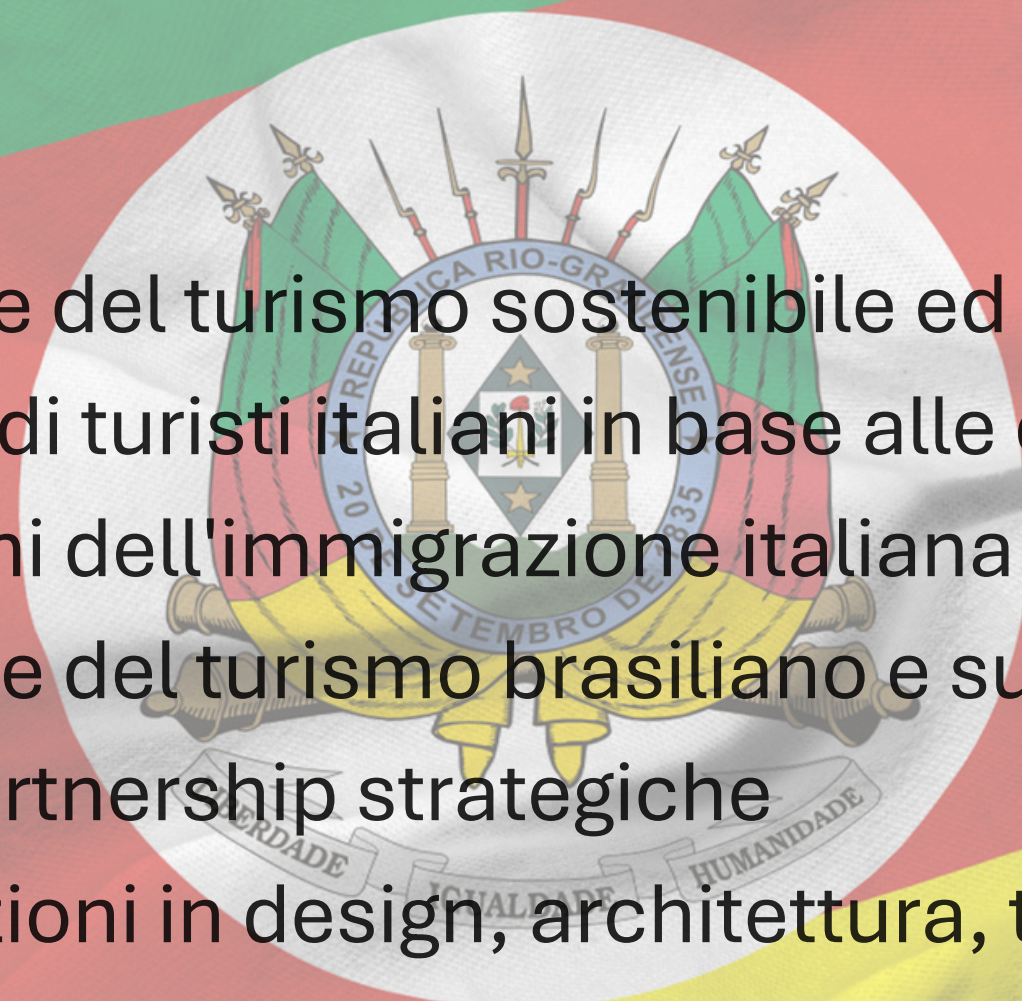 REPÚBLICA RIO-GRANDENSE
e del turismo sostenibile ed
di turisti italiani in base alle
ni dell'immigrazione italiana
20 DE SETEMBRO DE 1835
e del turismo brasiliano e su
rtnership strategiche
LIBERDADE IGUALDADE HUMANIDADE
zioni in design, architettura, t